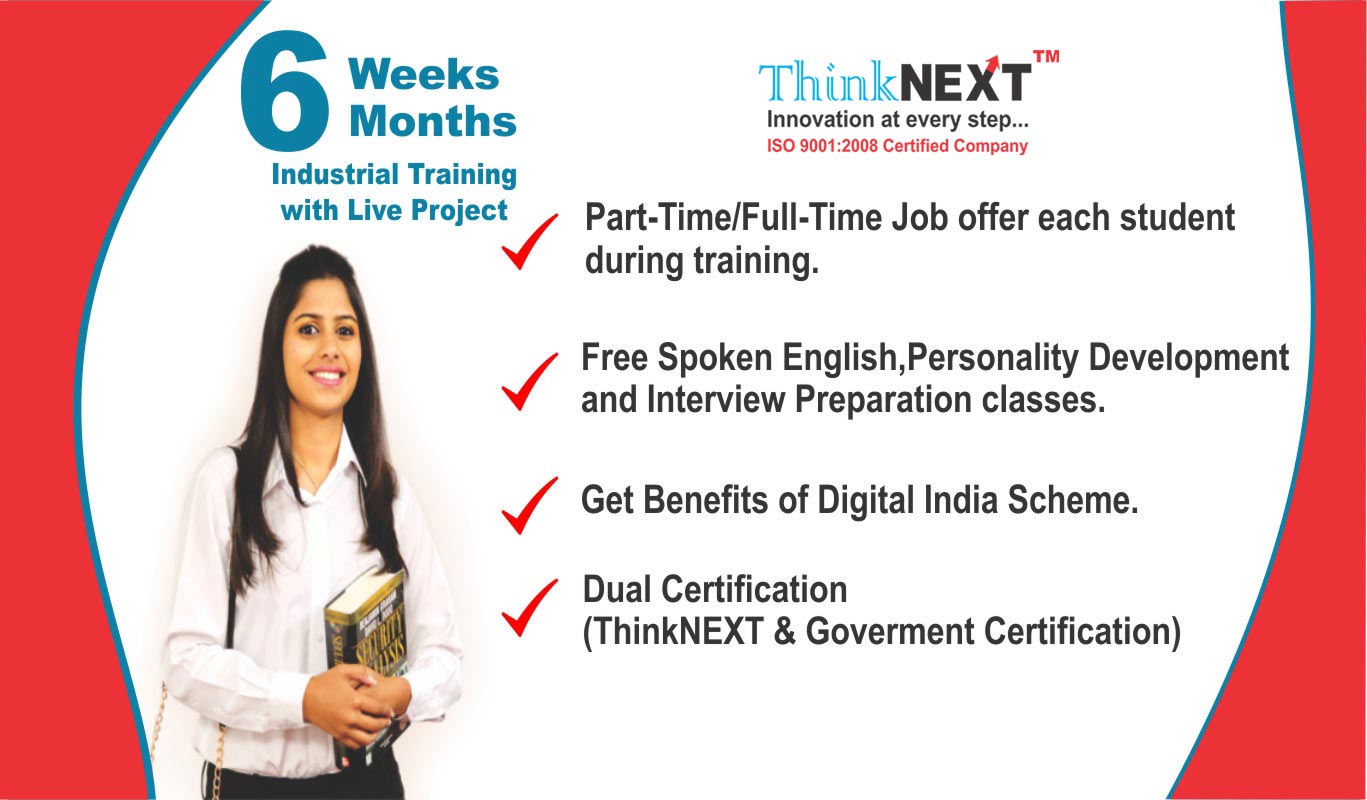 6 Weeks
Months
Industrial Training
with Live Project
ThinkNEXT™
Innovation at every step...
ISO 9001:2008 Certified Company
Part-Time/Full-Time Job offer each student
during training.
Free Spoken English,Personality Development
and Interview Preparation classes.
Get Benefits of Digital India Scheme.
Dual Certification
(ThinkNEXT & Goverment Certification)
SECURITY